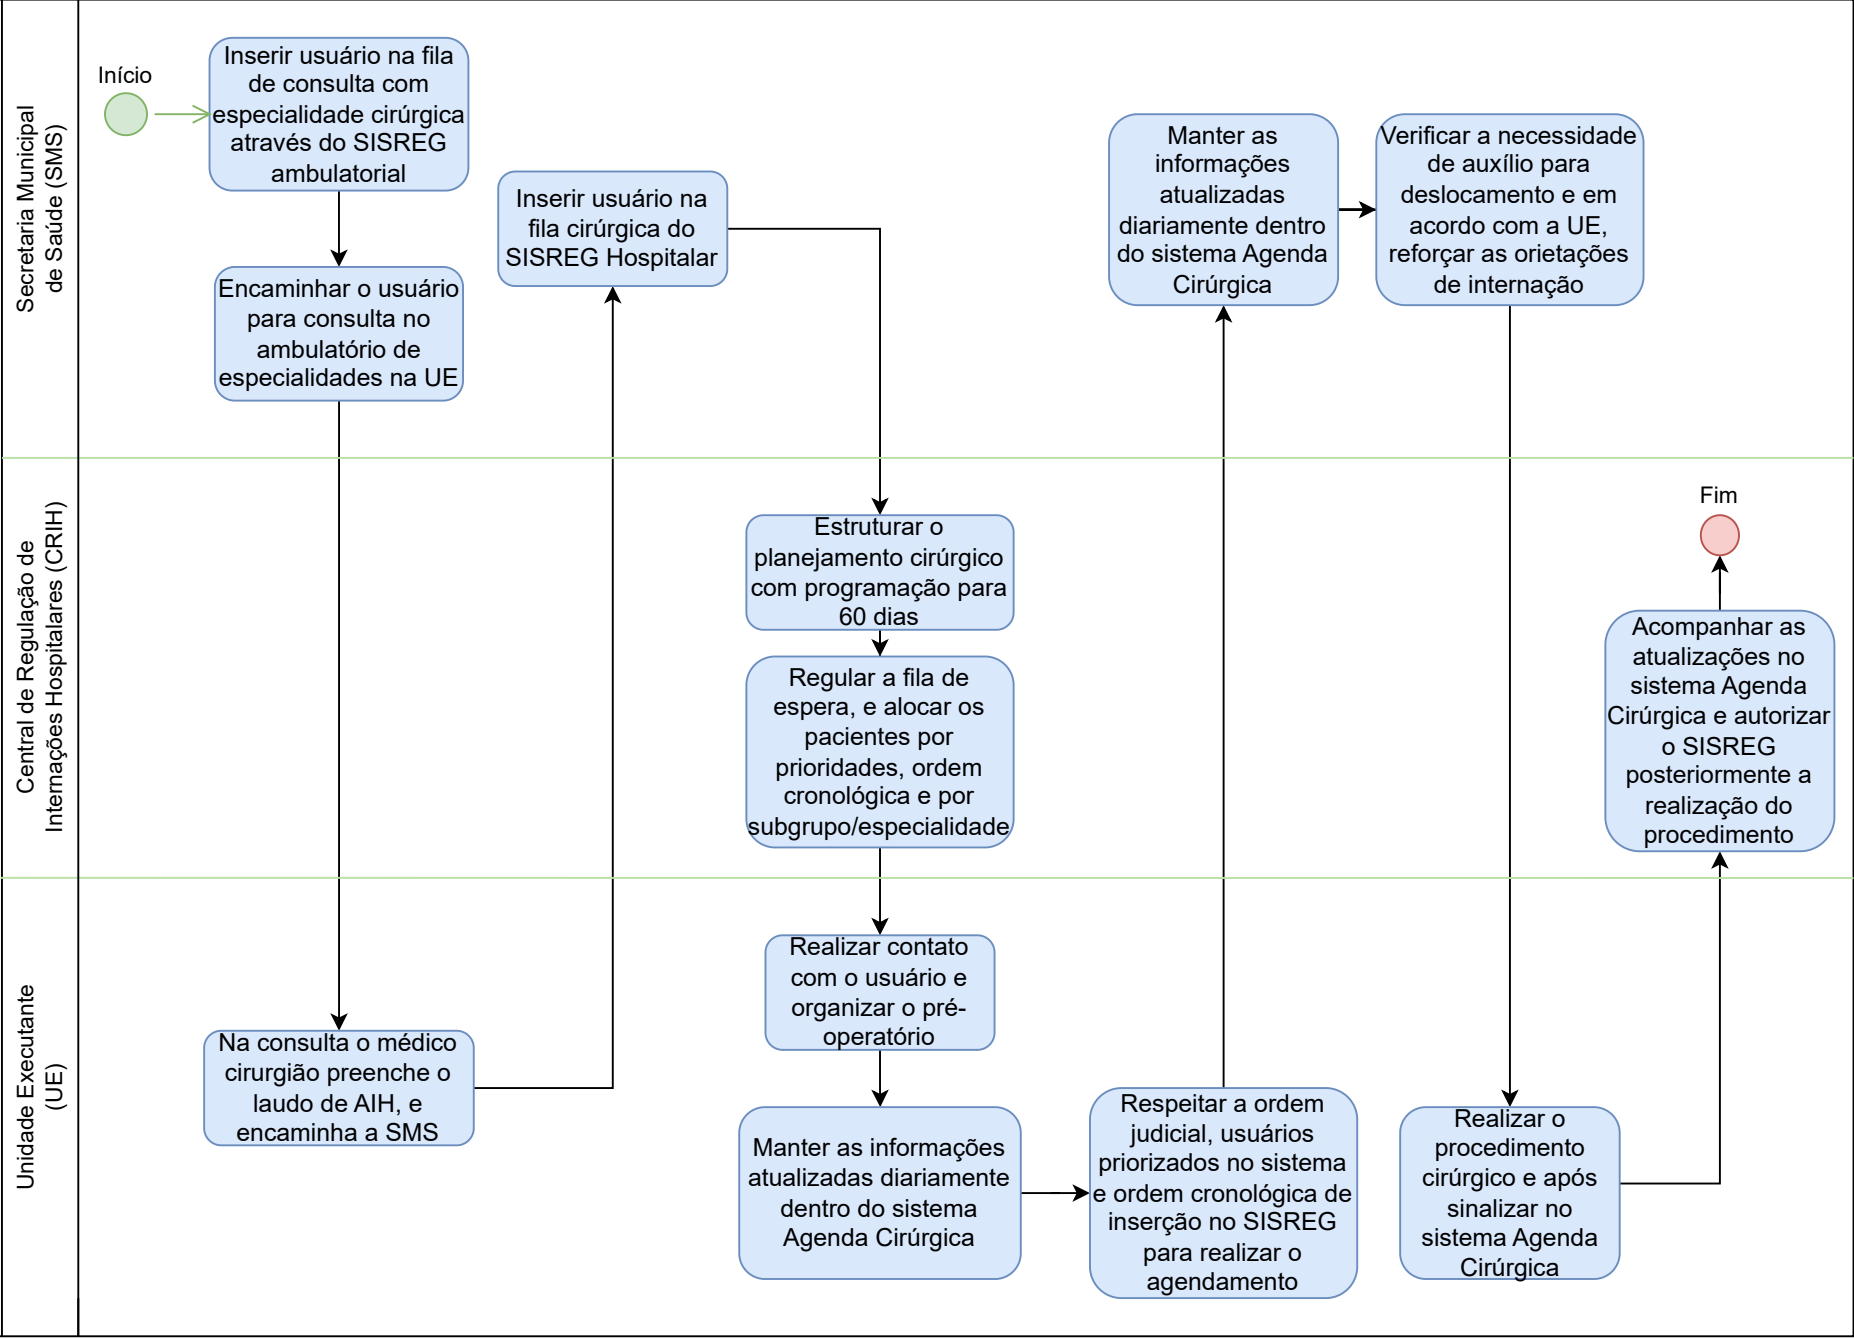 Secretaria Municipal
de Saúde (SMS)
Início
Inserir usuário na fila
de consulta com
especialidade cirúrgica
através do SISREG
ambulatorial
Encaminhar o usuário
para consulta no
ambulatório de
especialidades na UE
Inserir usuário na
fila cirúrgica do
SISREG Hospitalar
Manter as
informações
atualizadas
diariamente dentro
do sistema Agenda
Cirúrgica
Verificar a necessidade
de auxílio para
deslocamento e em
acordo com a UE,
reforçar as orietações
de internação
Central de Regulação de
Internações Hospitalares (CRIH)
Estruturar o
planejamento cirúrgico
com programação para
60 dias
Regular a fila de
espera, e alocar os
pacientes por
prioridades, ordem
cronológica e por
subgrupo/especialidade
Fim
Acompanhar as
atualizações no
sistema Agenda
Cirúrgica e autorizar
o SISREG
posteriormente a
realização do
procedimento
Unidade Executante
(UE)
Na consulta o médico
cirurgião preenche o
laudo de AIH, e
encaminha a SMS
Realizar contato
com o usuário e
organizar o pré-
operatório
Manter as informações
atualizadas diariamente
dentro do sistema
Agenda Cirúrgica
Respeitar a ordem
judicial, usuários
priorizados no sistema
e ordem cronológica de
inserção no SISREG
para realizar o
agendamento
Realizar o
procedimento
cirúrgico e após
sinalizar no
sistema Agenda
Cirúrgica